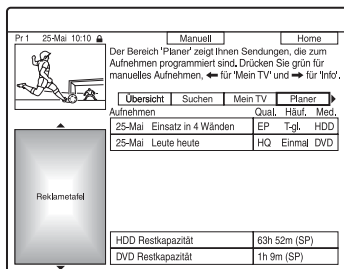 Pr 1 25-Mai 10:10 Manuell Home
Der Bereich 'Planer' zeigt Ihnen Sendungen, die zum
Aufnehmen programmiert sind. Drücken Sie grün für
manuelles Aufnehmen, ← für 'Mein TV' und → für 'Info'.
Übersicht Suchen Mein TV Planer
Aufnehmen Qual. Häuf. Med.
25-Mai Einsatz in 4 Wänden EP T-gl. HDD
25-Mai Leute heute HQ Einmal DVD
Reklametafel
HDD Restkapazität 63h 52m (SP)
DVD Restkapazität 1h 9m (SP)